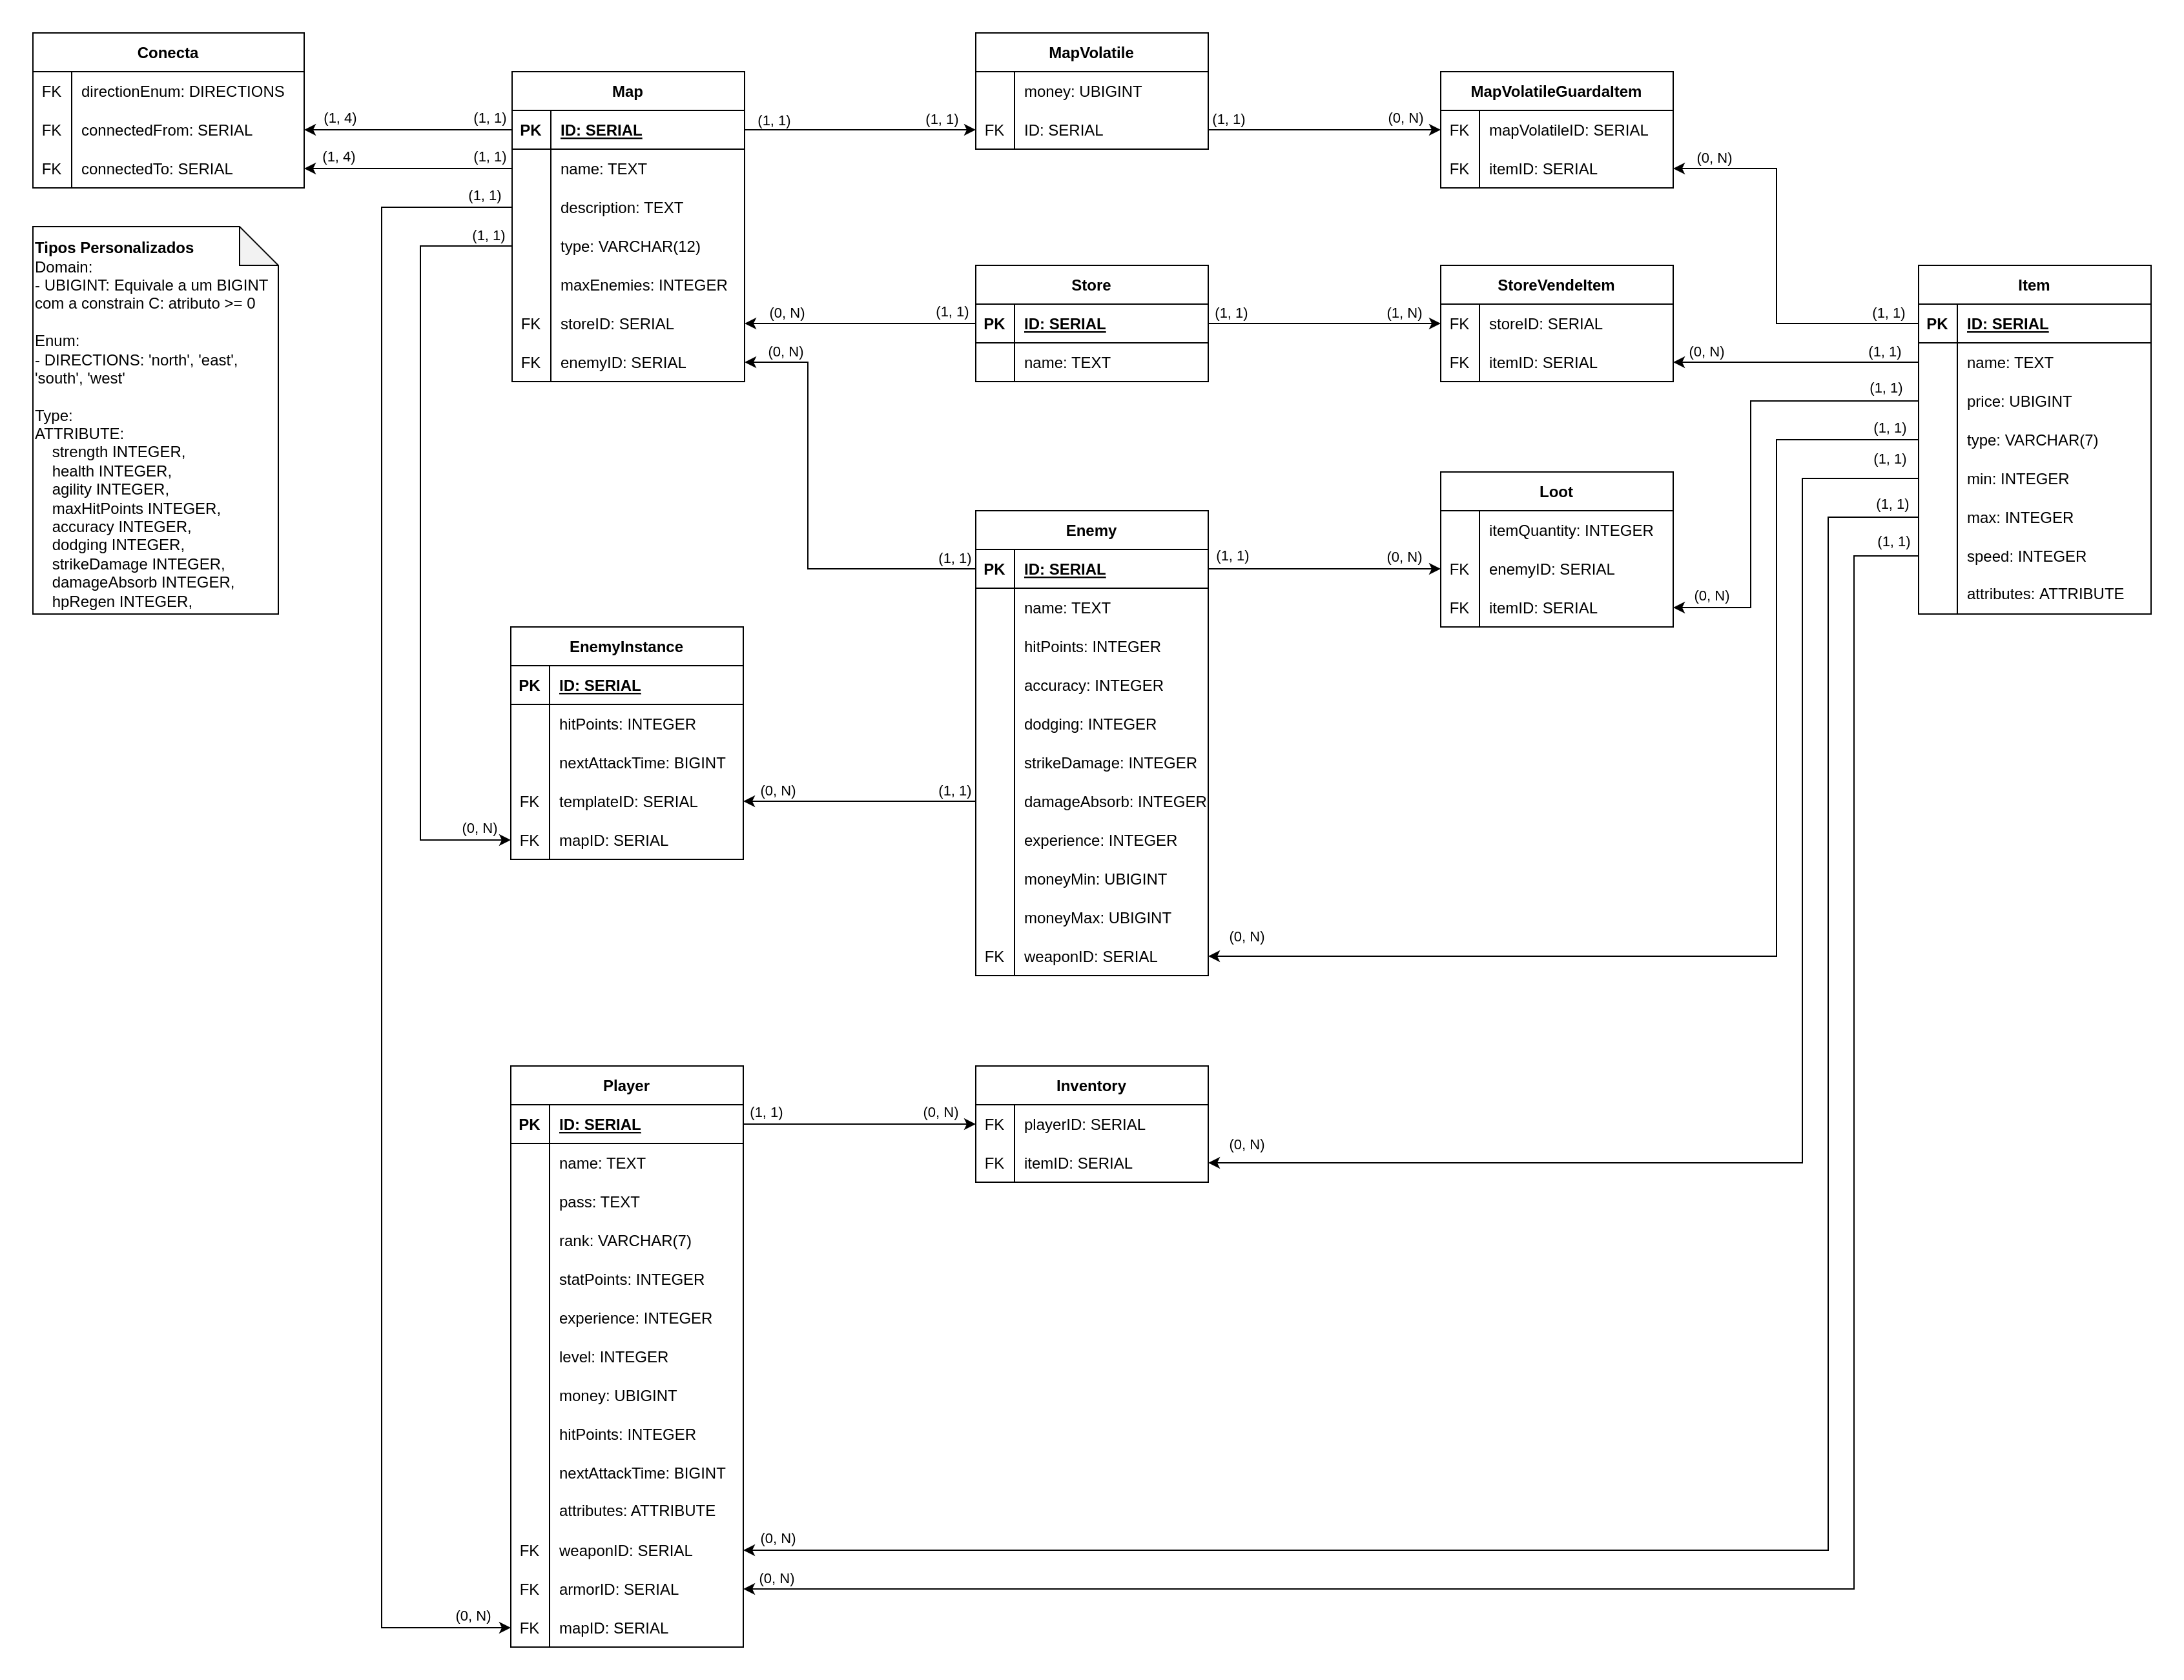 Conecta
FK directionEnum: DIRECTIONS
FK connectedFrom: SERIAL
FK connectedTo: SERIAL
(1, 4)
(1, 1)
(1, 4)
(1, 1)
(1, 1)
(1, 1)
Tipos Personalizados
Domain:
- UBIGINT: Equivale a um BIGINT
com a constrain C: atributo >= 0
Enum:
- DIRECTIONS: 'north', 'east',
'south', 'west'
Type:
ATTRIBUTE:
strength INTEGER,
health INTEGER,
agility INTEGER,
maxHitPoints INTEGER,
accuracy INTEGER,
dodging INTEGER,
strikeDamage INTEGER,
damageAbsorb INTEGER,
hpRegen INTEGER,
Map
PK ID: SERIAL
name: TEXT
description: TEXT
type: VARCHAR(12)
maxEnemies: INTEGER
FK storeID: SERIAL
FK enemyID: SERIAL
(1, 1)
(1, 1)
(0, N)
(1, 1)
(0, N)
(1, 1)
MapVolatile
money: UBIGINT
FK ID: SERIAL
(1, 1)
(0, N)
MapVolatileGuardaItem
FK mapVolatileID: SERIAL
FK itemID: SERIAL
(0, N)
(1, 1)
Store
PK ID: SERIAL
name: TEXT
(1, 1)
(1, N)
StoreVendeItem
FK storeID: SERIAL
FK itemID: SERIAL
(0, N)
(1, 1)
Item
PK ID: SERIAL
name: TEXT
price: UBIGINT
type: VARCHAR(7)
min: INTEGER
max: INTEGER
speed: INTEGER
attributes: ATTRIBUTE
(1, 1)
(1, 1)
(1, 1)
(1, 1)
(1, 1)
Enemy
PK ID: SERIAL
name: TEXT
hitPoints: INTEGER
accuracy: INTEGER
dodging: INTEGER
strikeDamage: INTEGER
damageAbsorb: INTEGER
experience: INTEGER
moneyMin: UBIGINT
moneyMax: UBIGINT
FK weaponID: SERIAL
(1, 1)
(0, N)
(0, N)
Loot
itemQuantity: INTEGER
FK enemyID: SERIAL
FK itemID: SERIAL
(0, N)
EnemyInstance
PK ID: SERIAL
hitPoints: INTEGER
nextAttackTime: BIGINT
FK templateID: SERIAL
FK mapID: SERIAL
(0, N)
(1, 1)
(0, N)
Player
PK ID: SERIAL
name: TEXT
pass: TEXT
rank: VARCHAR(7)
statPoints: INTEGER
experience: INTEGER
level: INTEGER
money: UBIGINT
hitPoints: INTEGER
nextAttackTime: BIGINT
attributes: ATTRIBUTE
FK weaponID: SERIAL
FK armorID: SERIAL
FK mapID: SERIAL
(1, 1)
(0, N)
(0, N)
(0, N)
(0, N)
Inventory
FK playerID: SERIAL
FK itemID: SERIAL
(0, N)